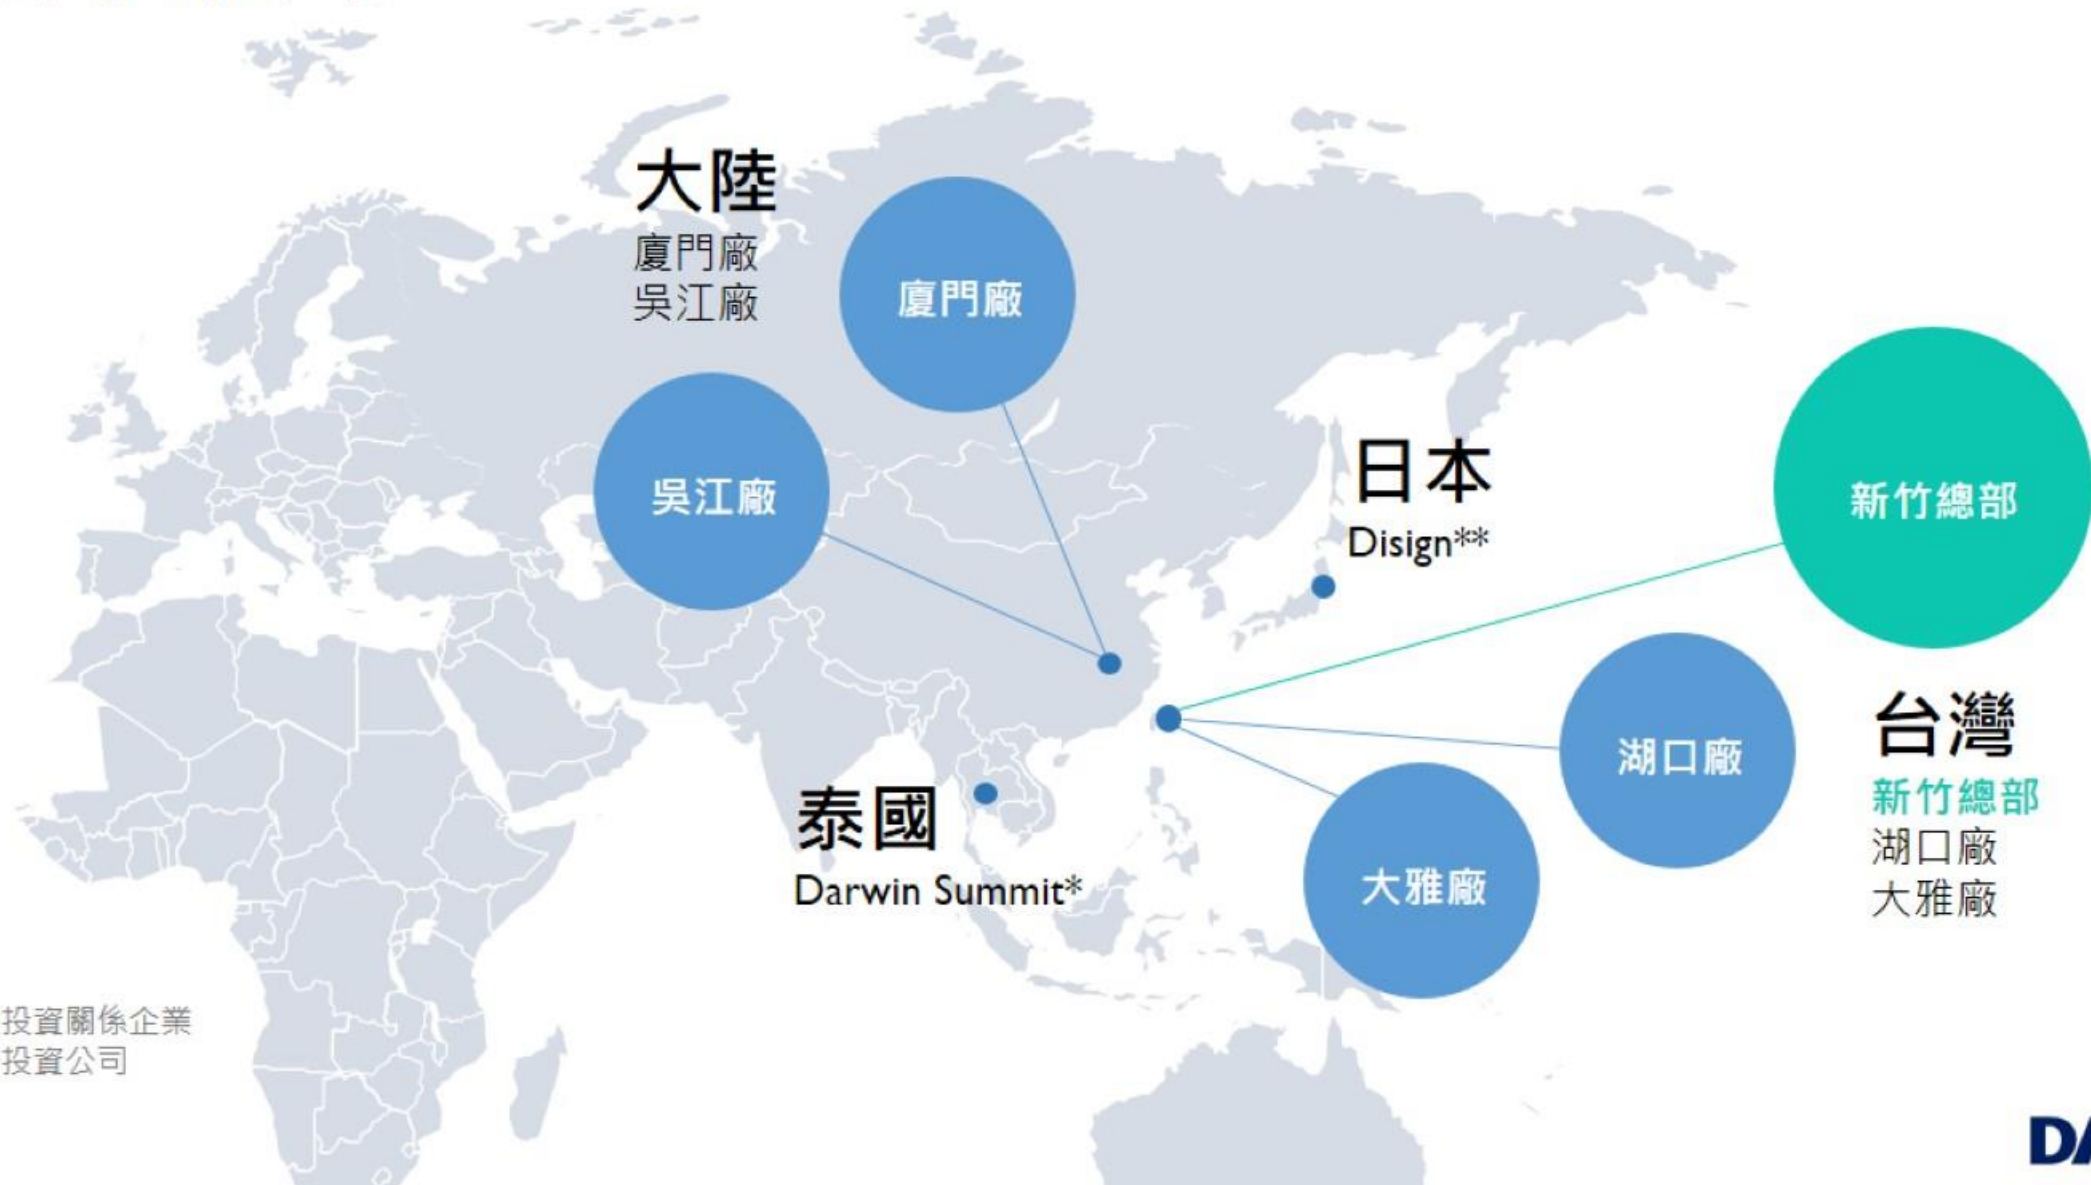 大陸
廈門廠
吳江廠
廈門廠
吳江廠
日本
Disign**
新竹總部
湖口廠
大雅廠
台灣
新竹總部
湖口廠
大雅廠
泰國
Darwin Summit*
投資關係企業
投資公司